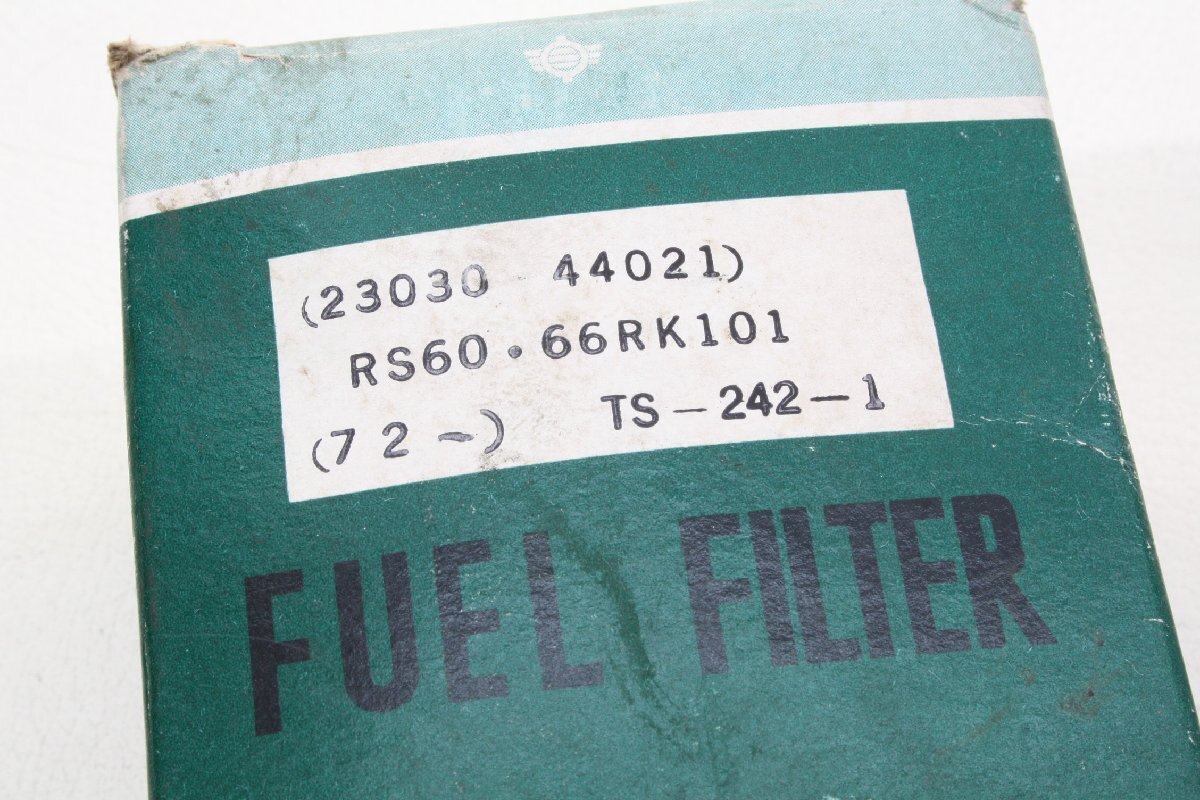 (23030-44021)
RS60・66RK101
(72~) TS-242-1
FUEL FILTER